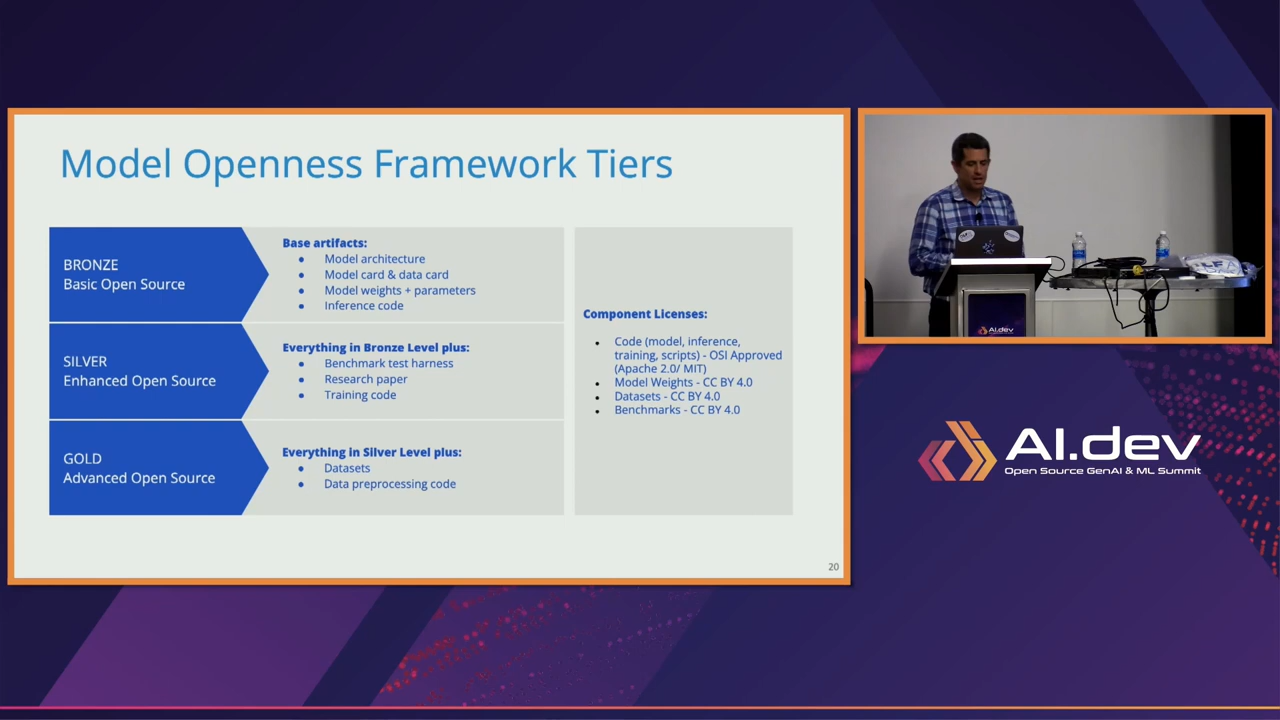 Model Openness Framework Tiers
BRONZE
Basic Open Source
Base artifacts:
● Model architecture
● Model card & data card
● Model weights + parameters
● Inference code
SILVER
Enhanced Open Source
Everything in Bronze Level plus:
● Benchmark test harness
● Research paper
● Training code
GOLD
Advanced Open Source
Everything in Silver Level plus:
● Datasets
● Data preprocessing code
Component Licenses:
• Code (model, inference,
training, scripts) - OSI Approved
(Apache 2.0/ MIT)
• Model Weights - CC BY 4.0
• Datasets - CC BY 4.0
• Benchmarks - CC BY 4.0
20
AI.dev
AI.dev
Open Source GenAI & ML Summit